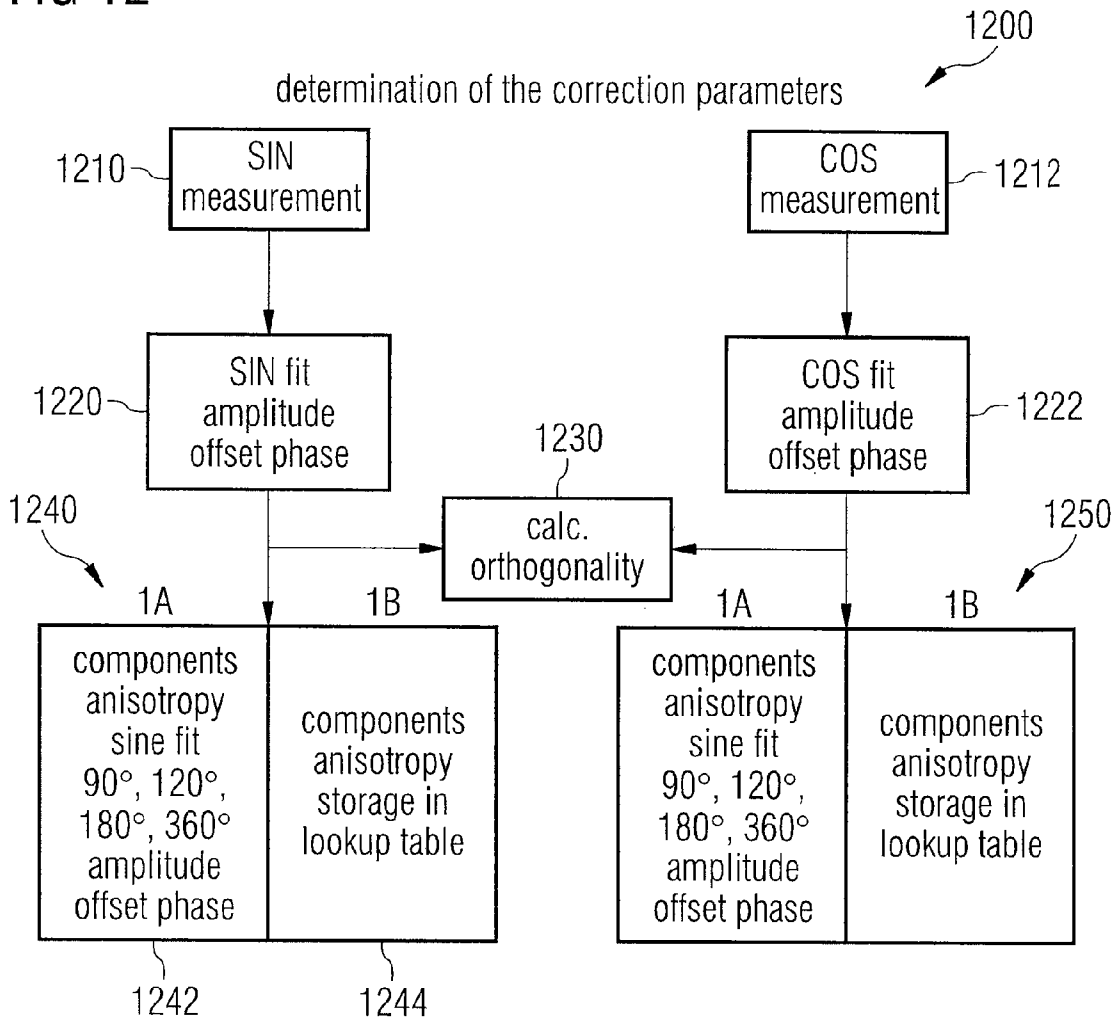 FIG 12
1200
determination of the correction parameters
1210
SIN
measurement
COS
measurement
1212
1220
SIN fit
amplitude
offset phase
COS fit
amplitude
offset phase
1222
1230
calc.
orthogonality
1240
1250
1A
1B
components
anisotropy
sine fit
90°, 120°,
180°, 360°
amplitude
offset phase
components
anisotropy
storage in
lookup table
1A
1B
components
anisotropy
sine fit
90°, 120°,
180°, 360°
amplitude
offset phase
components
anisotropy
storage in
lookup table
1242
1244